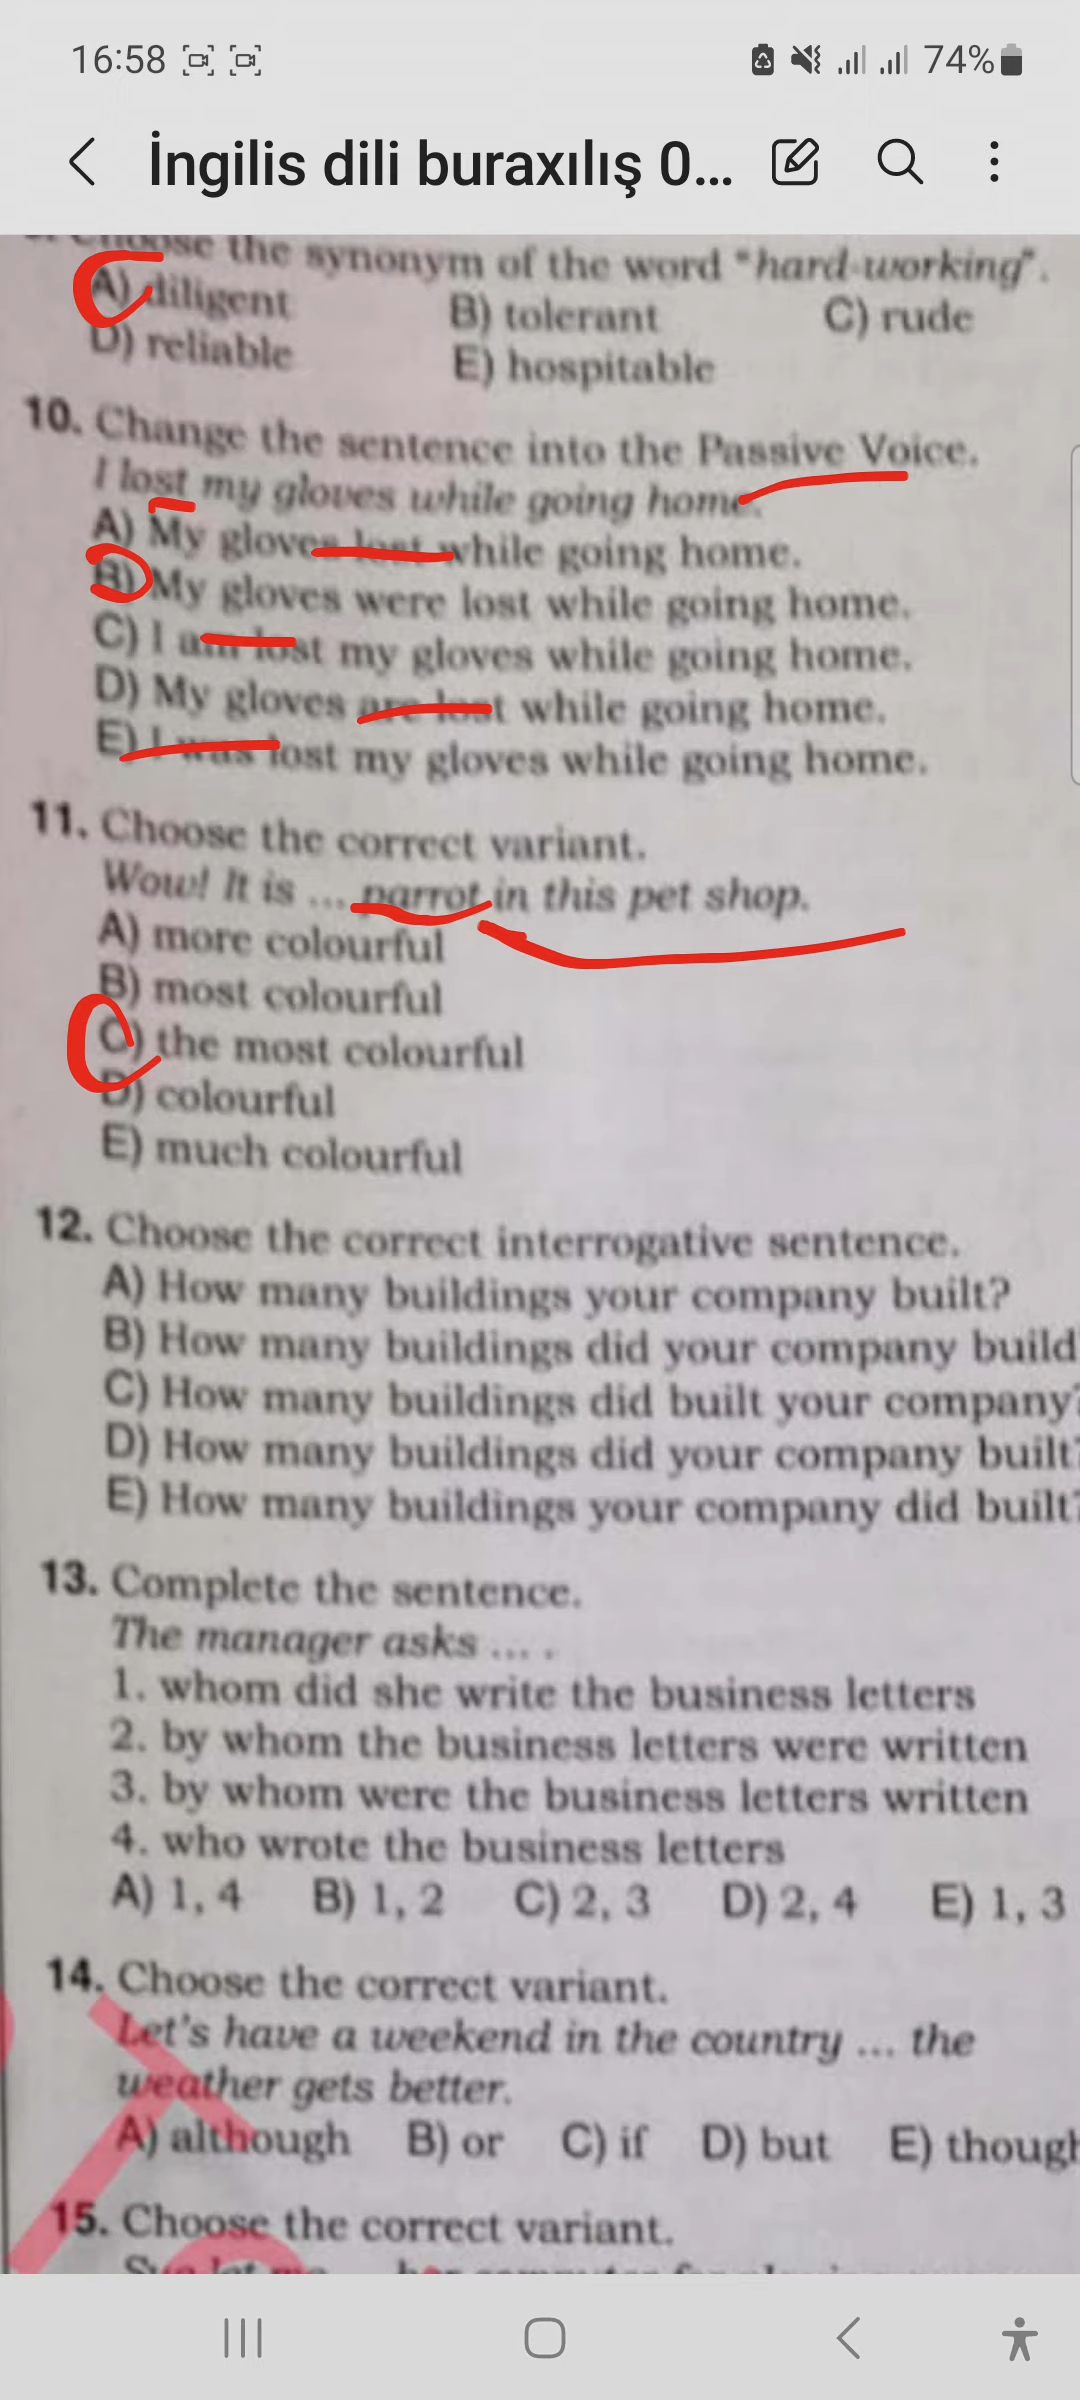 16:58
74%
İngilis dili buraxılış 0...
Choose the synonym of the word "hard-working".
A) diligent B) tolerant C) rude
D) reliable E) hospitable
10. Change the sentence into the Passive Voice.
I lost my gloves while going home.
A) My gloves lost while going home.
B) My gloves were lost while going home.
C) I am lost my gloves while going home.
D) My gloves are lost while going home.
E) I was lost my gloves while going home.
11. Choose the correct variant.
Wow! It is ... parrot in this pet shop.
A) more colourful
B) most colourful
C) the most colourful
D) colourful
E) much colourful
12. Choose the correct interrogative sentence.
A) How many buildings your company built?
B) How many buildings did your company build
C) How many buildings did built your company?
D) How many buildings did your company built?
E) How many buildings your company did built?
13. Complete the sentence.
The manager asks ... .
1. whom did she write the business letters
2. by whom the business letters were written
3. by whom were the business letters written
4. who wrote the business letters
A) 1, 4 B) 1, 2 C) 2, 3 D) 2, 4 E) 1, 3
14. Choose the correct variant.
Let's have a weekend in the country ... the
weather gets better.
A) although B) or C) if D) but E) though
15. Choose the correct variant.